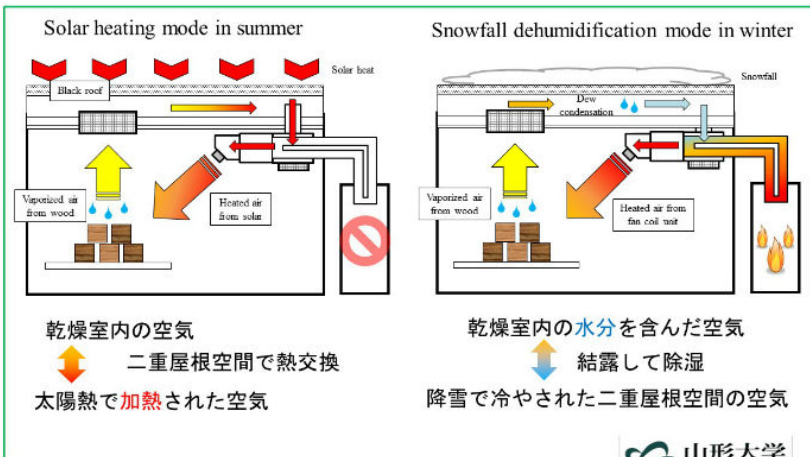 Solar heating mode in summer
Solar heat
Black roof
Vaporized air
from wood
Heated air
from solar
乾燥室内の空気
二重屋根空間で熱交換
太陽熱で加熱された空気
Snowfall dehumidification mode in winter
Snowfall
Dew
condensation
Vaporized air
from wood
Heated air from
fan coil unit
乾燥室内の水分を含んだ空気
結露して除湿
降雪で冷やされた二重屋根空間の空気
山形大学